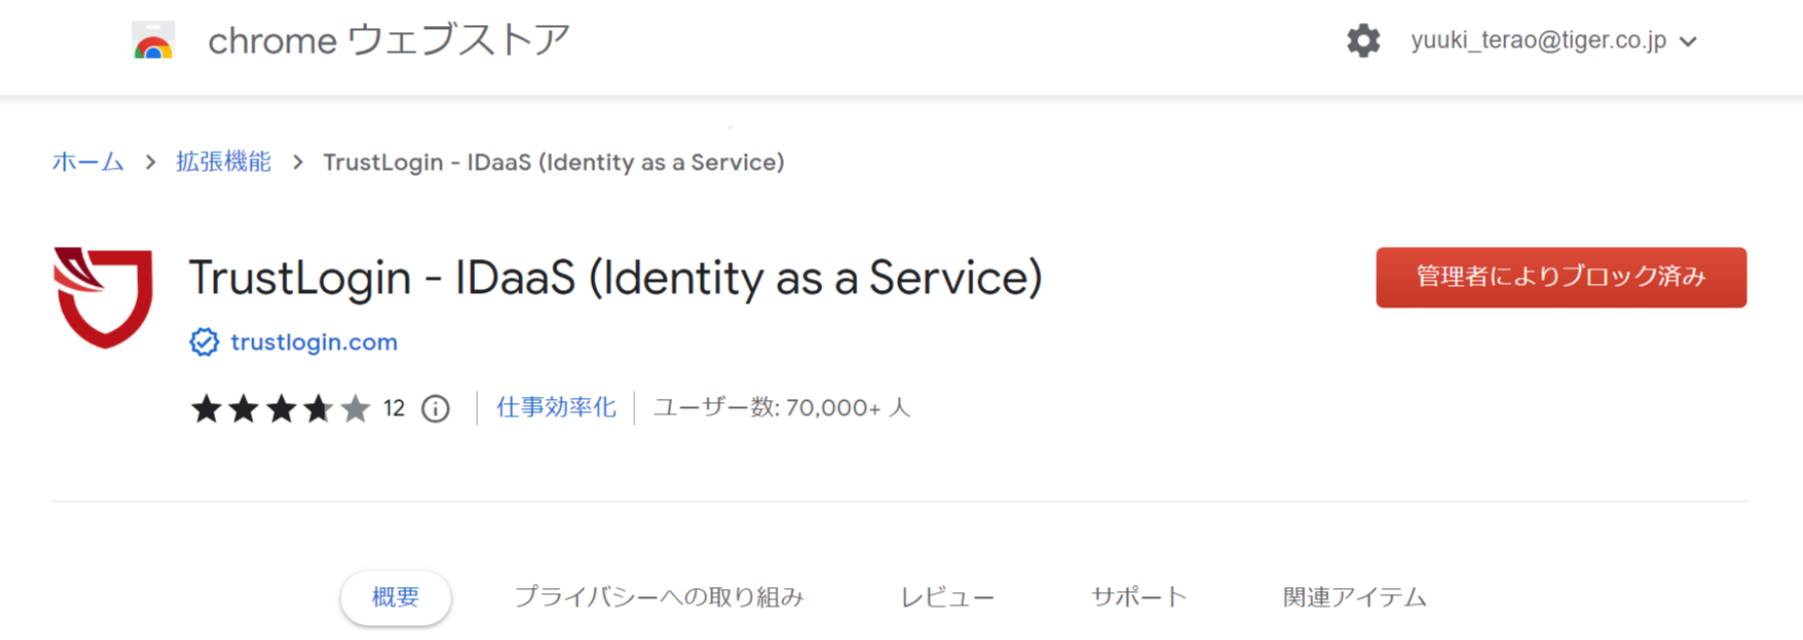 chrome ウェブストア
yuuki_terao@tiger.co.jp
ホーム > 拡張機能 > TrustLogin - IDaaS (Identity as a Service)
TrustLogin - IDaaS (Identity as a Service)
管理者によりブロック済み
trustlogin.com
12 仕事効率化 ユーザー数: 70,000+ 人
概要 プライバシーへの取り組み レビュー サポート 関連アイテム